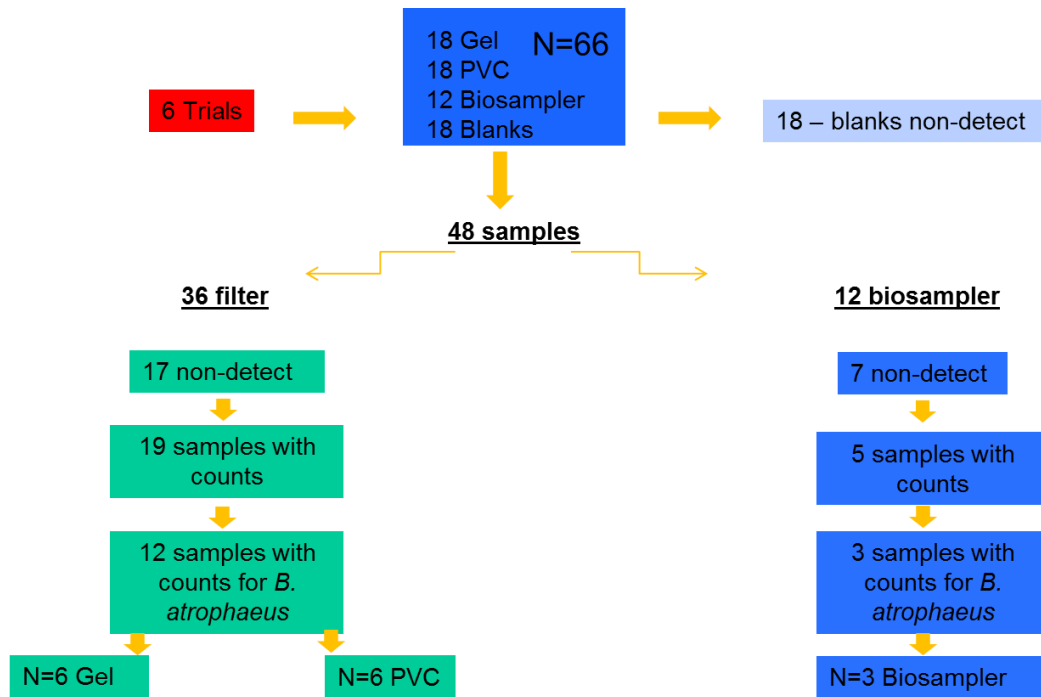 18 Gel
N=66
18 PVC
12 Biosampler
18 Blanks
6 Trials
18 – blanks non-detect
48 samples
36 filter
12 biosampler
17 non-detect
7 non-detect
19 samples with
counts
5 samples with
counts
12 samples with
counts for B.
atrophaeus
3 samples with
counts for B.
atrophaeus
N=6 Gel
N=6 PVC
N=3 Biosampler